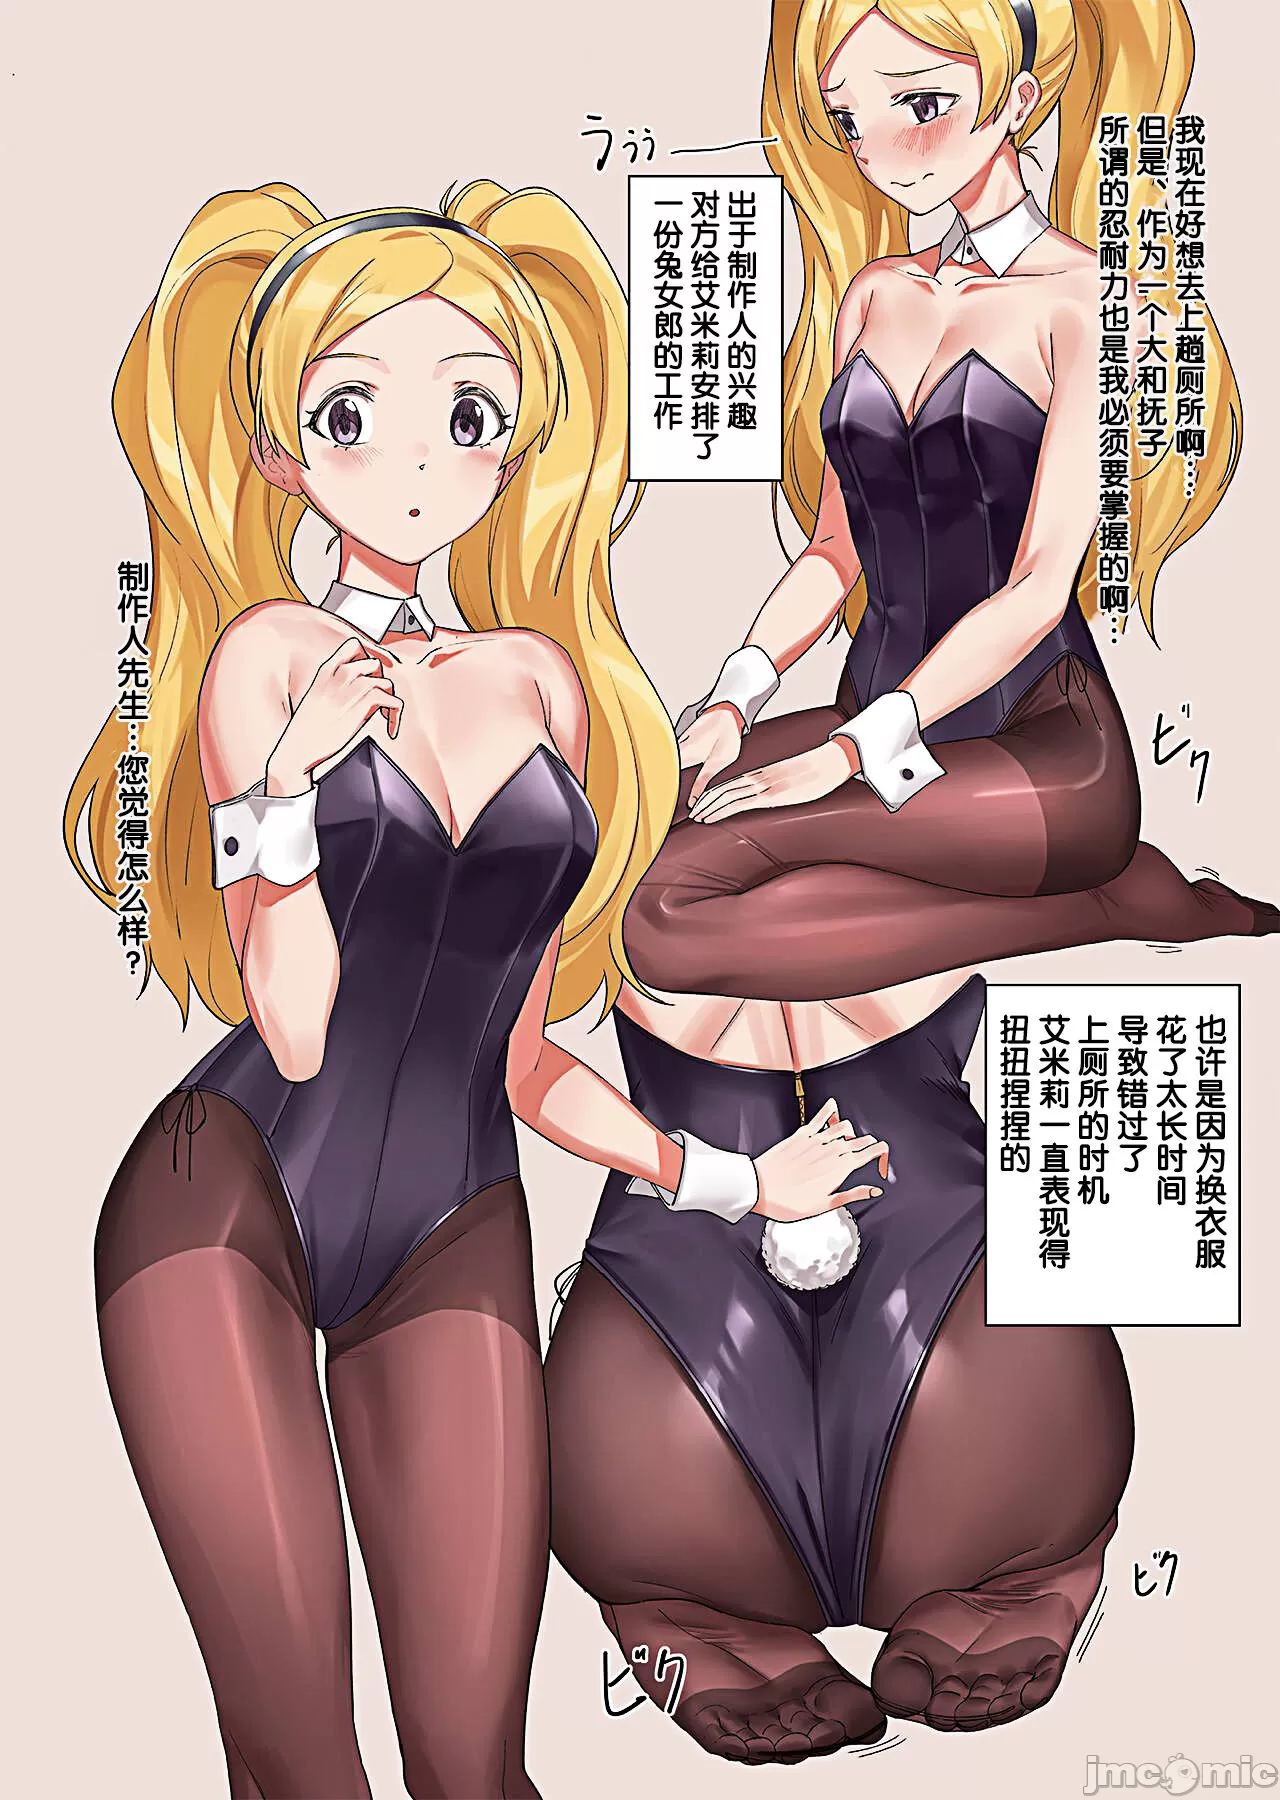 我现在好想去上趟厕所啊……
但是、作为一个大和抚子
所谓的忍耐力也是我必须要掌握的啊…
うぅぅ
出于制作人的兴趣
对方给艾米莉安排了
一份兔女郎的工作
制作人先生…您觉得怎么样？
ビク
也许是因为换衣服
花了太长时间
导致错过了
上厕所的时机
艾米莉一直表现得
扭扭捏捏的
ビク
ビク
jmcomic